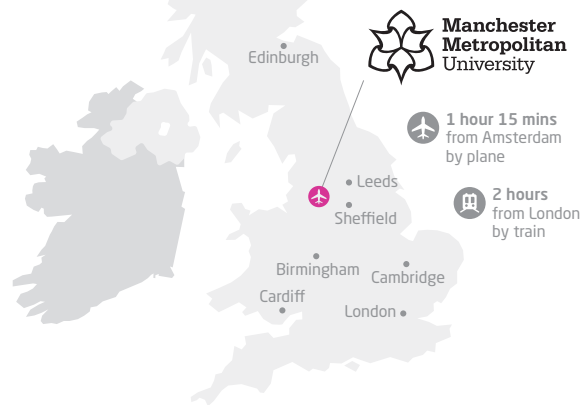 Manchester
Metropolitan
University
Edinburgh
1 hour 15 mins
from Amsterdam
by plane
Leeds
2 hours
from London
by train
Sheffield
Birmingham
Cambridge
Cardiff
London